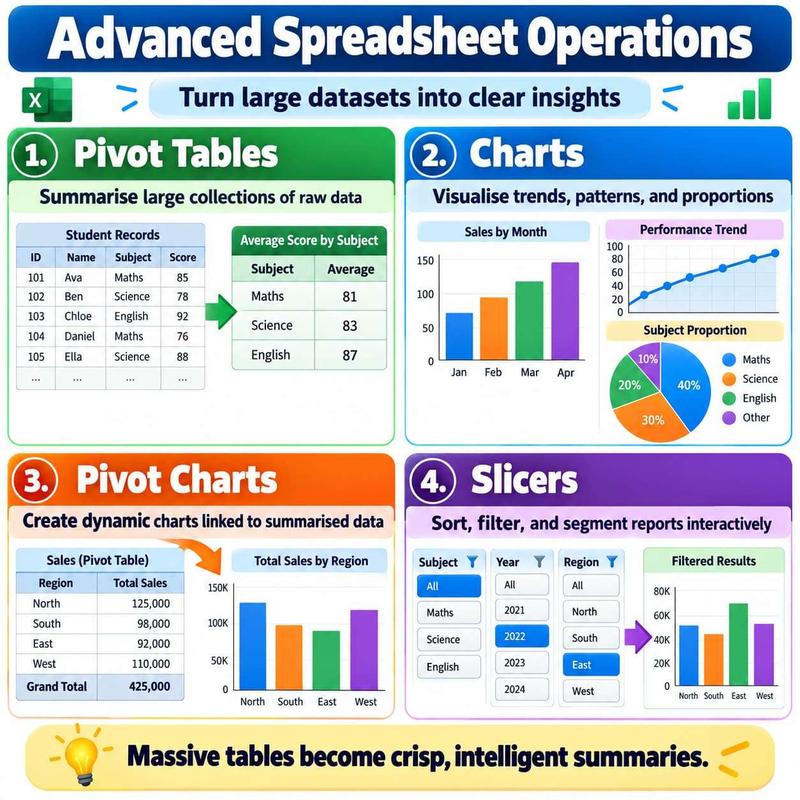 Advanced Spreadsheet Operations
X
Turn large datasets into clear insights
1. Pivot Tables
Summarise large collections of raw data
Student Records
ID Name Subject Score
101 Ava Maths 85
102 Ben Science 78
103 Chloe English 92
104 Daniel Maths 76
105 Ella Science 88
... ... ... ...
Average Score by Subject
Subject Average
Maths 81
Science 83
English 87
2. Charts
Visualise trends, patterns, and proportions
Sales by Month
150
100
50
0
Jan Feb Mar Apr
Performance Trend
100
80
60
40
20
0
Subject Proportion
10%
40%
20%
30%
Maths
Science
English
Other
3. Pivot Charts
Create dynamic charts linked to summarised data
Sales (Pivot Table)
Region Total Sales
North 125,000
South 98,000
East 92,000
West 110,000
Grand Total 425,000
Total Sales by Region
150K
100K
50K
0
North South East West
4. Slicers
Sort, filter, and segment reports interactively
Subject
All
Maths
Science
English
Year
All
2021
2022
2023
2024
Region
All
North
South
East
West
Filtered Results
80K
60K
40K
20K
0
North South East West
Massive tables become crisp, intelligent summaries.